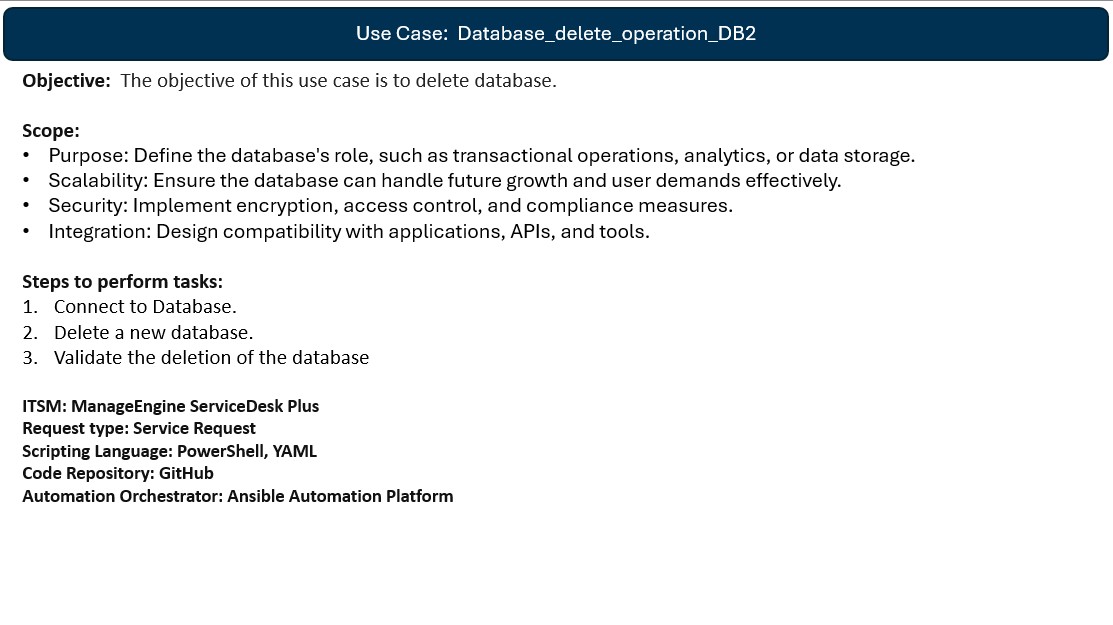 Use Case:  Database_delete_operation_DB2
Objective:  The objective of this use case is to delete database.
Scope:
• Purpose: Define the database's role, such as transactional operations, analytics, or data storage.
• Scalability: Ensure the database can handle future growth and user demands effectively.
• Security: Implement encryption, access control, and compliance measures.
• Integration: Design compatibility with applications, APIs, and tools.
Steps to perform tasks:
1. Connect to Database.
2. Delete a new database.
3. Validate the deletion of the database
ITSM: ManageEngine ServiceDesk Plus
Request type: Service Request
Scripting Language: PowerShell, YAML
Code Repository: GitHub
Automation Orchestrator: Ansible Automation Platform